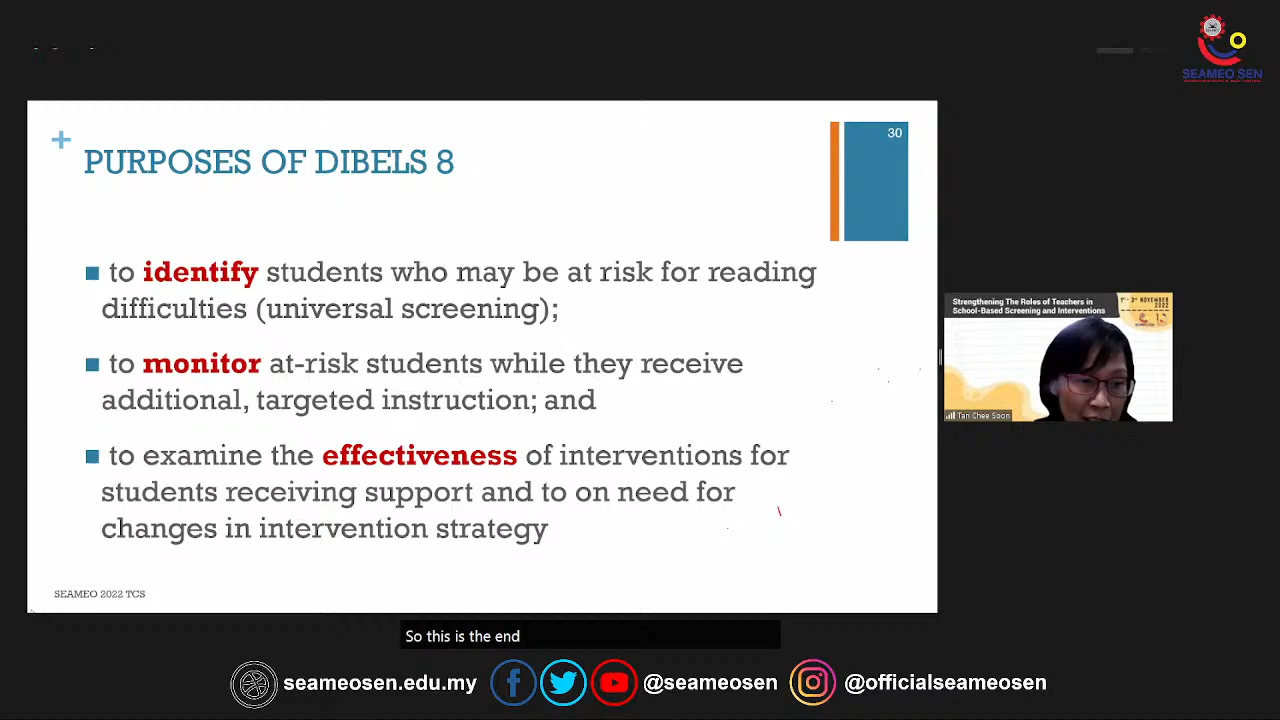 SEAMEO SEN
+
30
PURPOSES OF DIBELS 8
to identify students who may be at risk for reading
difficulties (universal screening);
to monitor at-risk students while they receive
additional, targeted instruction; and
to examine the effectiveness of interventions for
students receiving support and to on need for
changes in intervention strategy
SEAMEO 2022 TCS
Strengthening The Roles of Teachers in
School-Based Screening and Interventions
1st - 3rd NOVEMBER
2022
Tan Chee Soon
So this is the end
seameosen.edu.my
@seameosen
@officialseameosen